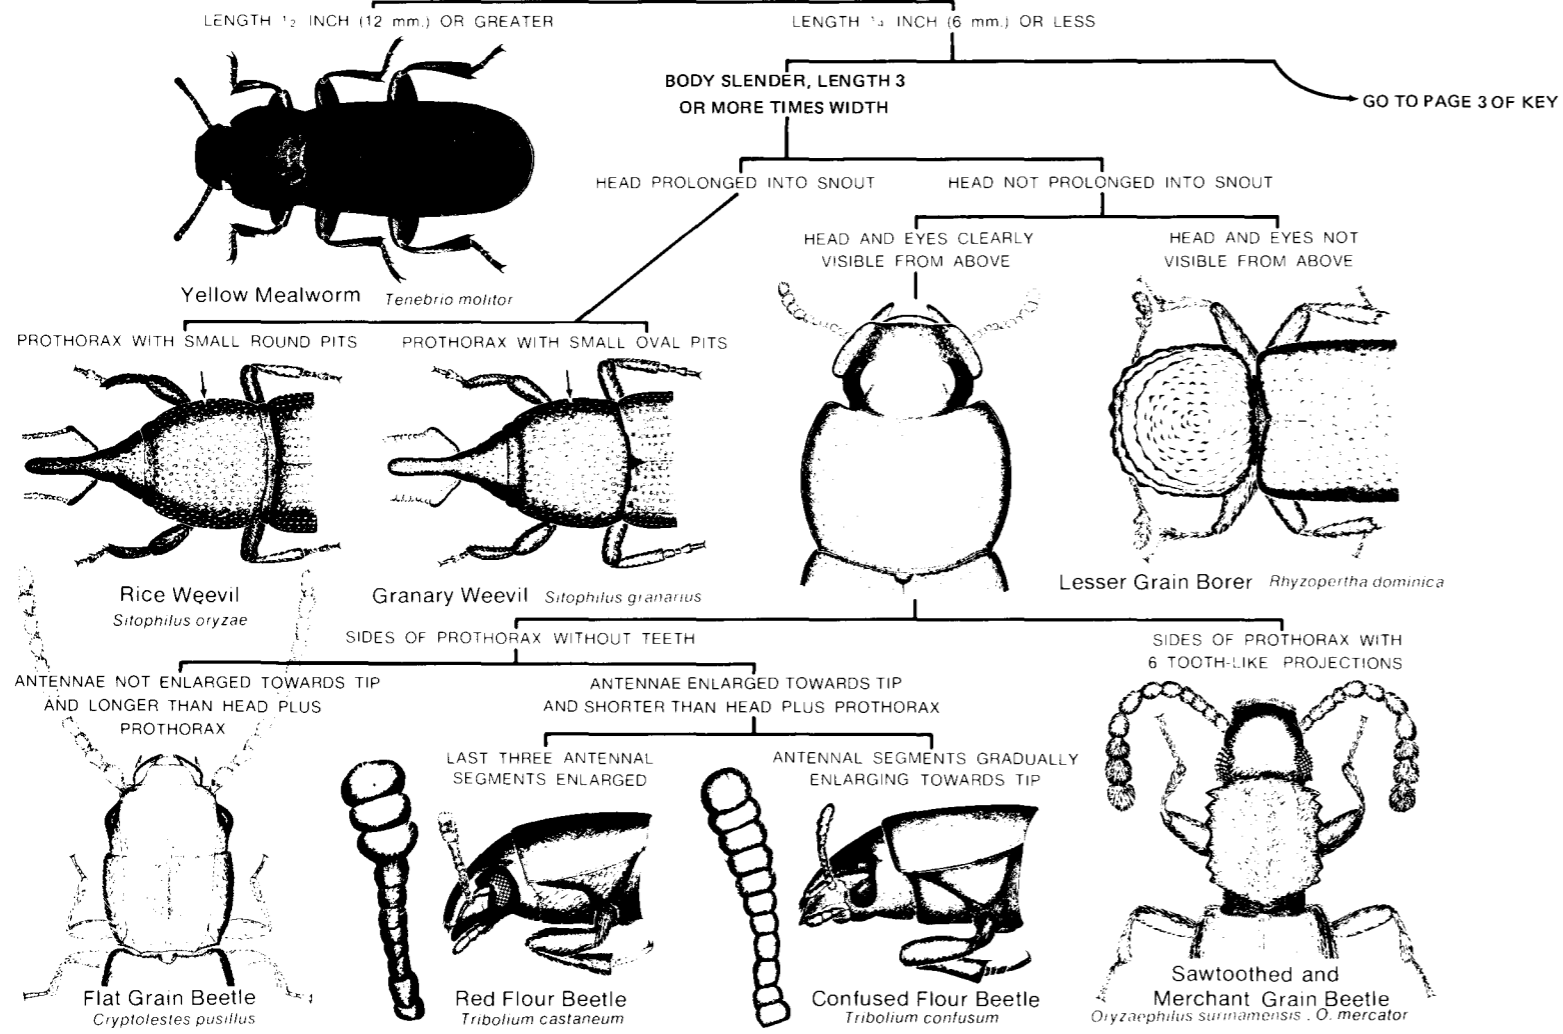 LENGTH ½ INCH (12 mm.) OR GREATER
LENGTH ¼ INCH (6 mm.) OR LESS
BODY SLENDER, LENGTH 3
OR MORE TIMES WIDTH
GO TO PAGE 3 OF KEY
HEAD PROLONGED INTO SNOUT
HEAD NOT PROLONGED INTO SNOUT
HEAD AND EYES CLEARLY
VISIBLE FROM ABOVE
HEAD AND EYES NOT
VISIBLE FROM ABOVE
Yellow Mealworm Tenebrio molitor
PROTHORAX WITH SMALL ROUND PITS
PROTHORAX WITH SMALL OVAL PITS
Rice Weevil
Sitophilus oryzae
Granary Weevil Sitophilus granarius
Lesser Grain Borer Rhyzopertha dominica
SIDES OF PROTHORAX WITHOUT TEETH
SIDES OF PROTHORAX WITH
6 TOOTH-LIKE PROJECTIONS
ANTENNAE NOT ENLARGED TOWARDS TIP
AND LONGER THAN HEAD PLUS
PROTHORAX
ANTENNAE ENLARGED TOWARDS TIP
AND SHORTER THAN HEAD PLUS PROTHORAX
LAST THREE ANTENNAL
SEGMENTS ENLARGED
ANTENNAL SEGMENTS GRADUALLY
ENLARGING TOWARDS TIP
Flat Grain Beetle
Cryptolestes pusillus
Red Flour Beetle
Tribolium castaneum
Confused Flour Beetle
Tribolium confusum
Sawtoothed and
Merchant Grain Beetle
Oryzaephilus surinamensis . O. mercator